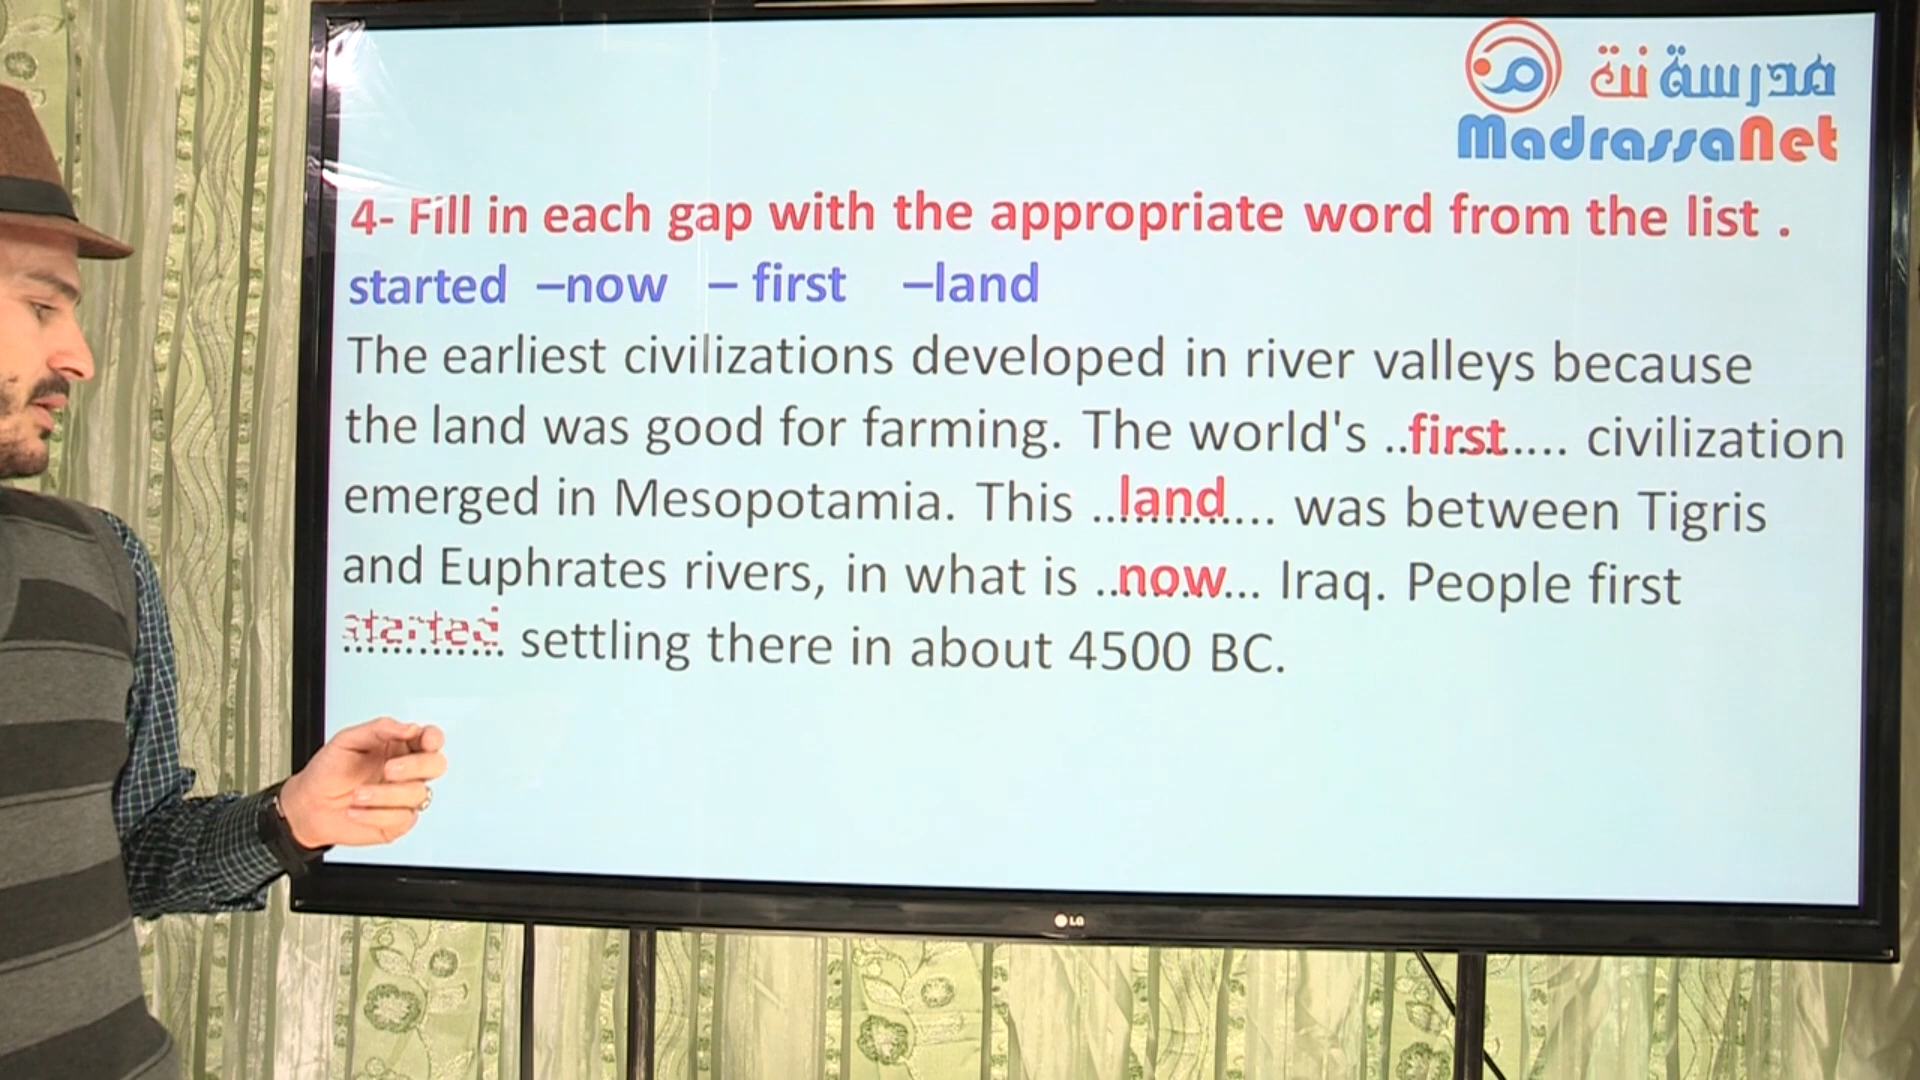 مدرسة نت
MadrassaNet
4- Fill in each gap with the appropriate word from the list .
started –now – first –land
The earliest civilizations developed in river valleys because
the land was good for farming. The world's ..first...... civilization
emerged in Mesopotamia. This ..land.......... was between Tigris
and Euphrates rivers, in what is ..now...... Iraq. People first
started settling there in about 4500 BC.
LG